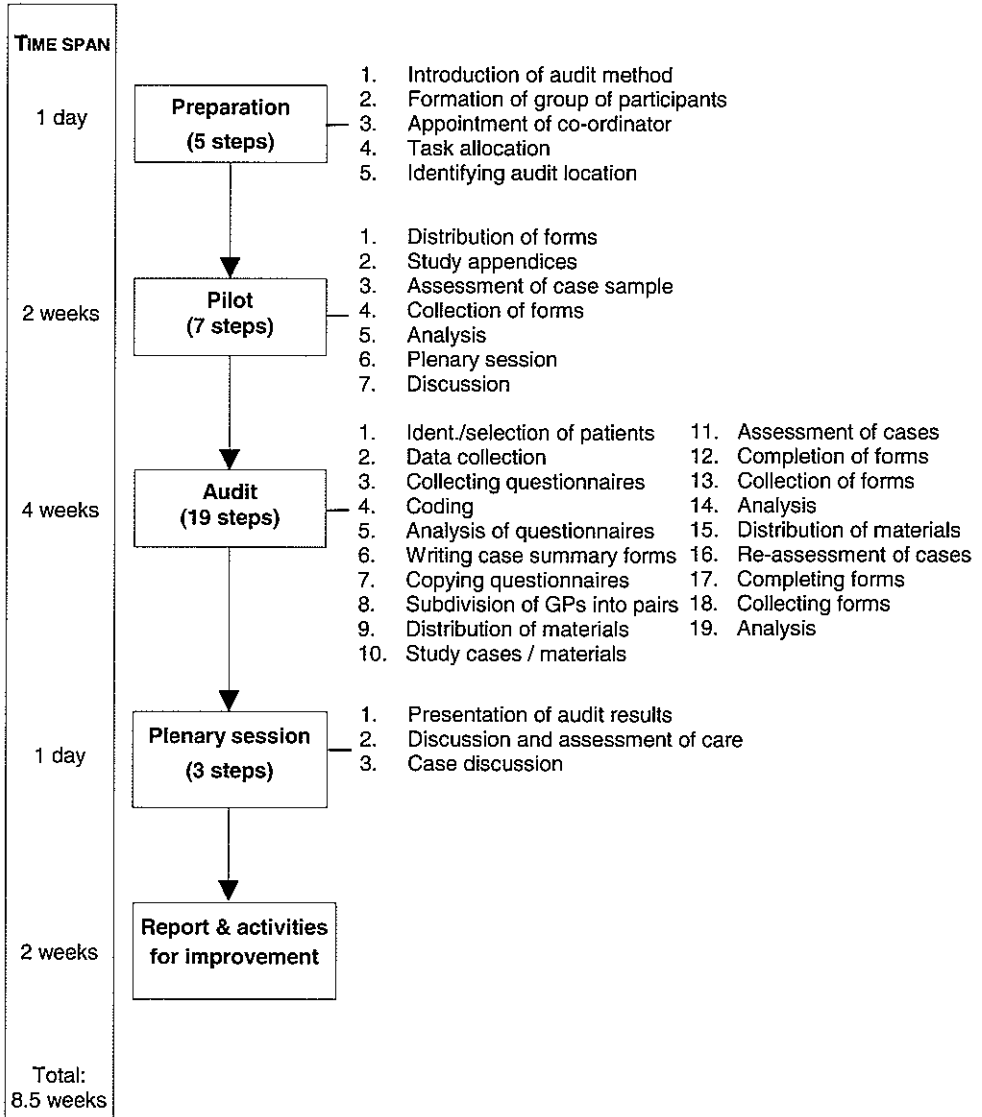 TIME SPAN
1 day
Preparation
(5 steps)
1. Introduction of audit method
2. Formation of group of participants
3. Appointment of co-ordinator
4. Task allocation
5. Identifying audit location
2 weeks
Pilot
(7 steps)
1. Distribution of forms
2. Study appendices
3. Assessment of case sample
4. Collection of forms
5. Analysis
6. Plenary session
7. Discussion
4 weeks
Audit
(19 steps)
1. Ident./selection of patients
2. Data collection
3. Collecting questionnaires
4. Coding
5. Analysis of questionnaires
6. Writing case summary forms
7. Copying questionnaires
8. Subdivision of GPs into pairs
9. Distribution of materials
10. Study cases / materials
11. Assessment of cases
12. Completion of forms
13. Collection of forms
14. Analysis
15. Distribution of materials
16. Re-assessment of cases
17. Completing forms
18. Collecting forms
19. Analysis
1 day
Plenary session
(3 steps)
1. Presentation of audit results
2. Discussion and assessment of care
3. Case discussion
2 weeks
Report & activities
for improvement
Total:
8.5 weeks